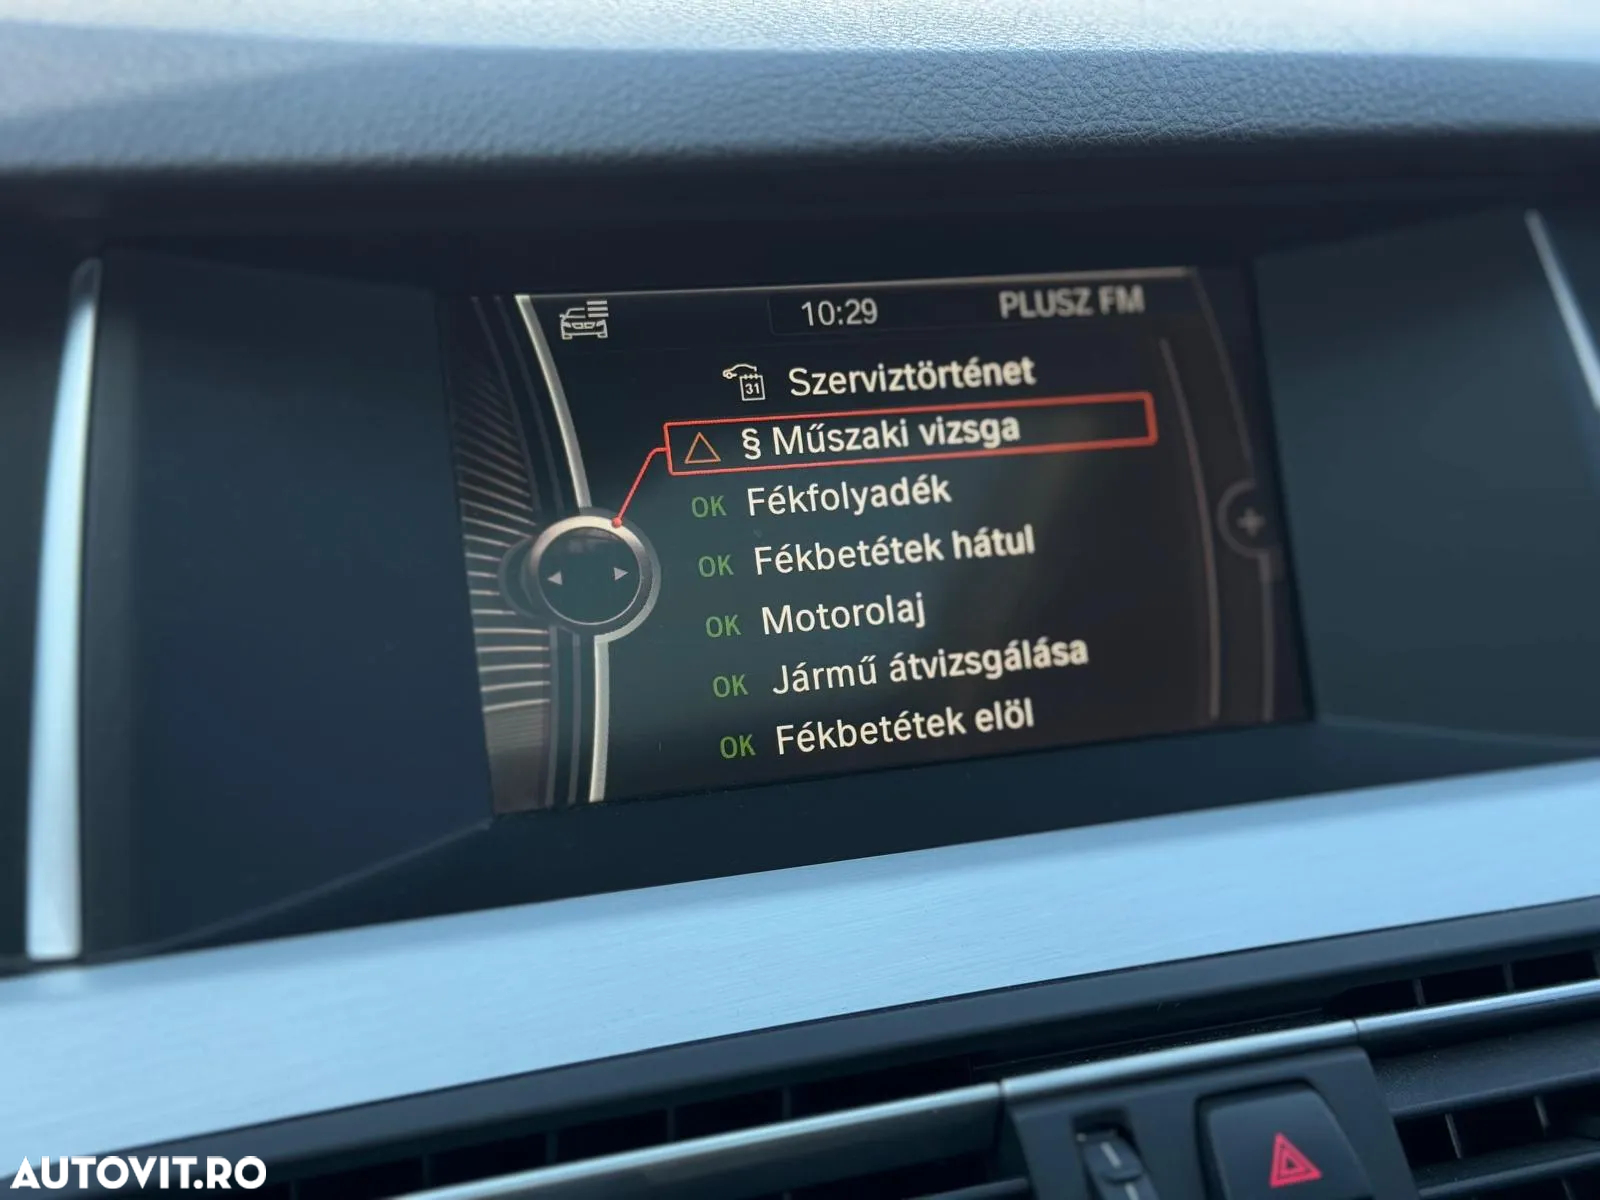 10:29 PLUSZ FM
31 Szerviztörténet
§ Műszaki vizsga
OK Fékfolyadék
OK Fékbetétek hátul
OK Motorolaj
OK Jármű átvizsgálása
OK Fékbetétek elöl
AUTOVIT.RO